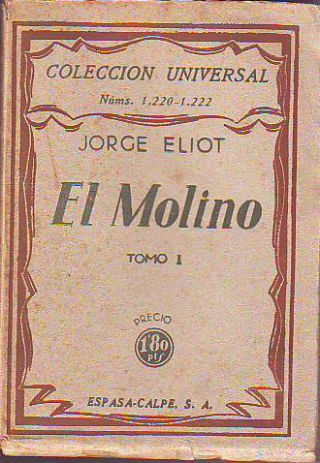 COLECCION UNIVERSAL
Núms. 1.220-1.222
JORGE ELIOT
El Molino
TOMO I
PRECIO
1'80
pts
ESPASA-CALPE, S. A.